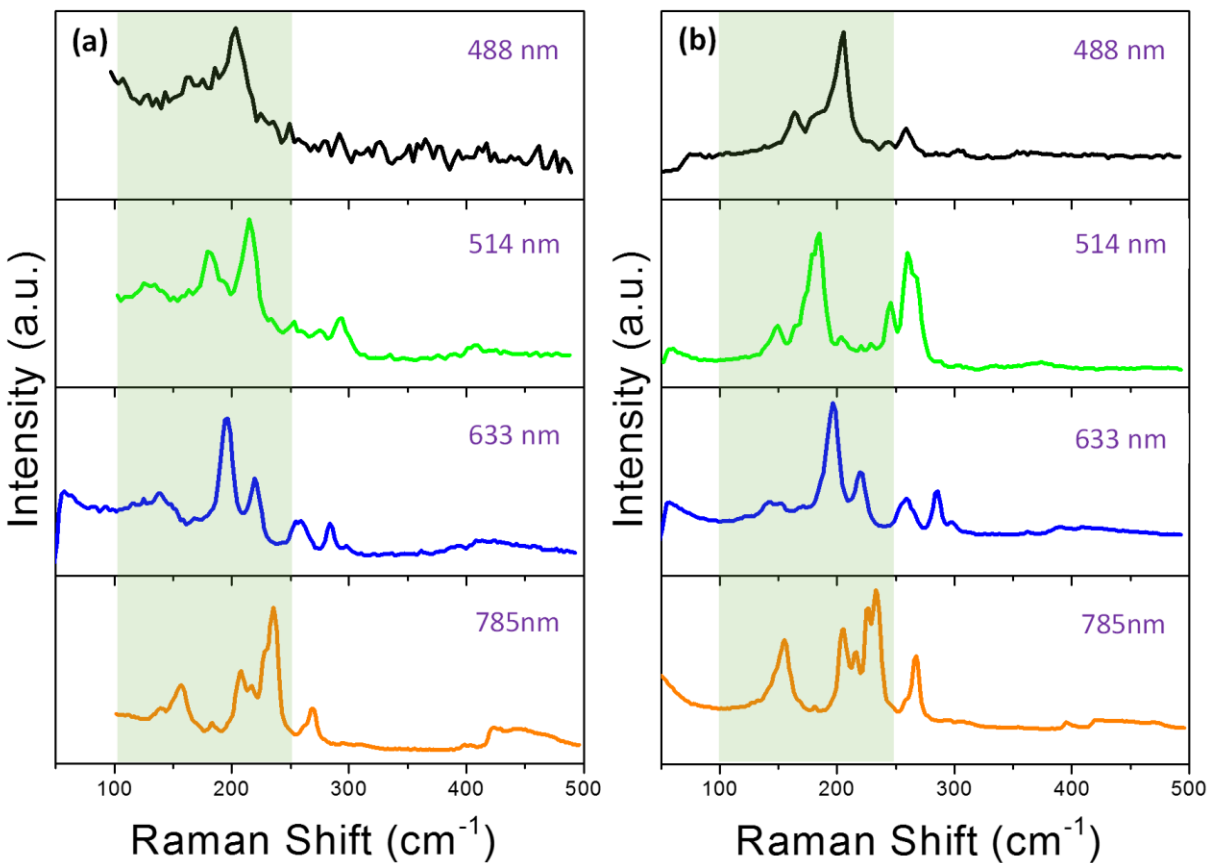 (a)
488 nm
514 nm
633 nm
785nm
Intensity (a.u.)
100 200 300 400 500
Raman Shift (cm⁻¹)
(b)
488 nm
514 nm
633 nm
785nm
Intensity (a.u.)
100 200 300 400 500
Raman Shift (cm⁻¹)